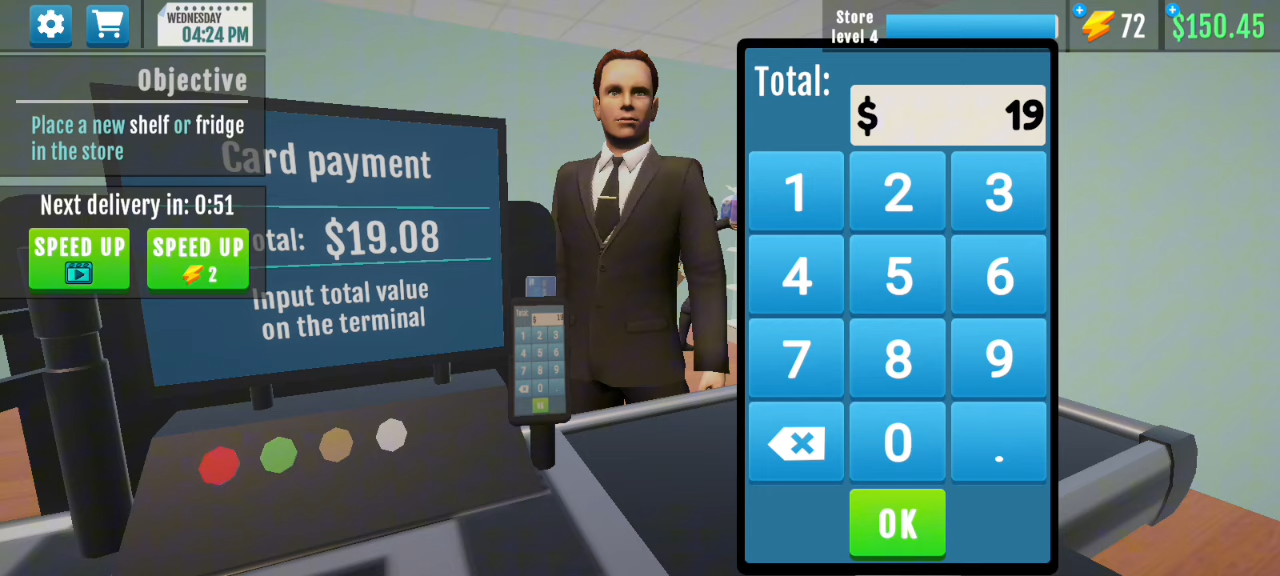 WEDNESDAY
04:24 PM
Store
level 4
72
$150.45
Objective
Place a new shelf or fridge
in the store
Next delivery in: 0:51
SPEED UP
SPEED UP
2
Card payment
otal: $19.08
Input total value
on the terminal
Total:
$ 19
1 2 3
4 5 6
7 8 9
0 .
OK